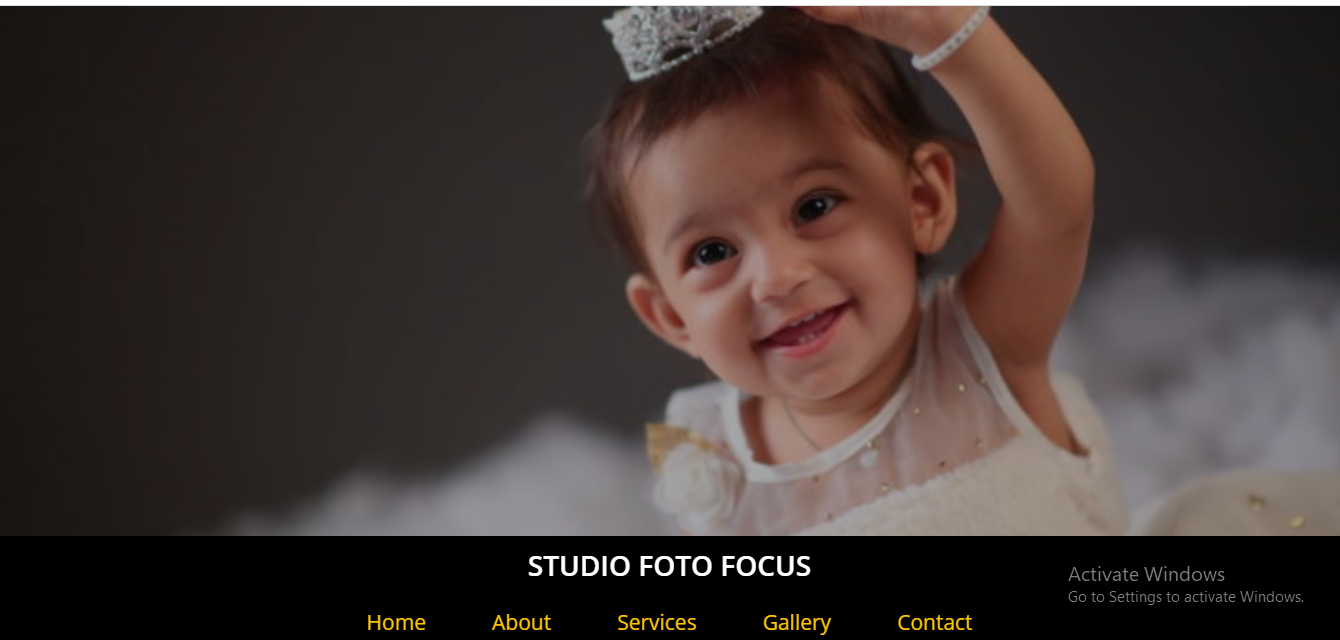 STUDIO FOTO FOCUS
Activate Windows
Go to Settings to activate Windows.
Home About Services Gallery Contact